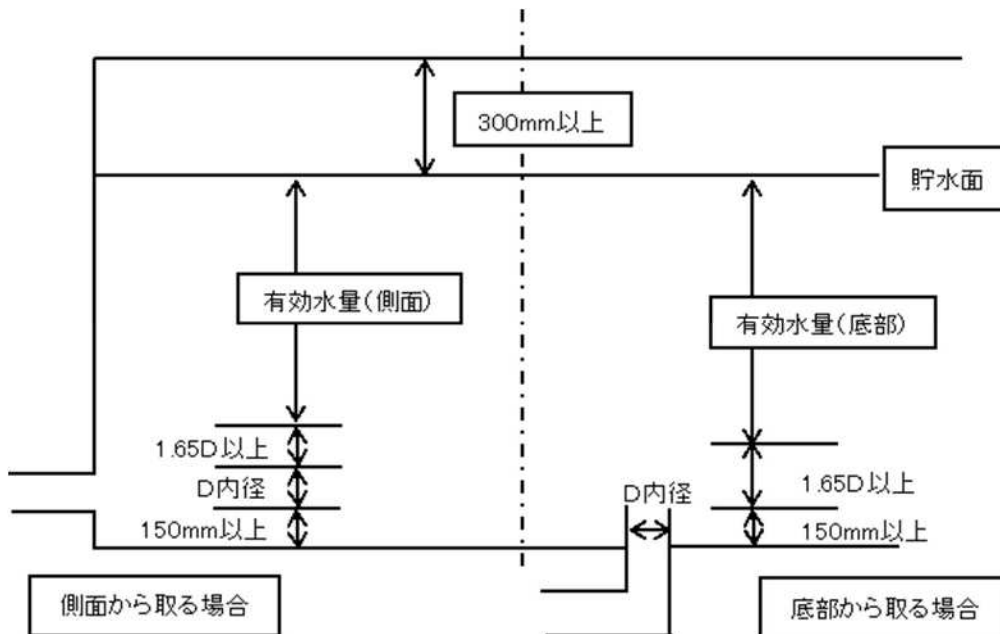 300mm以上
貯水面
有効水量(側面)
有効水量(底部)
1.65D以上
D内径
150mm以上
D内径
1.65D以上
150mm以上
側面から取る場合
底部から取る場合